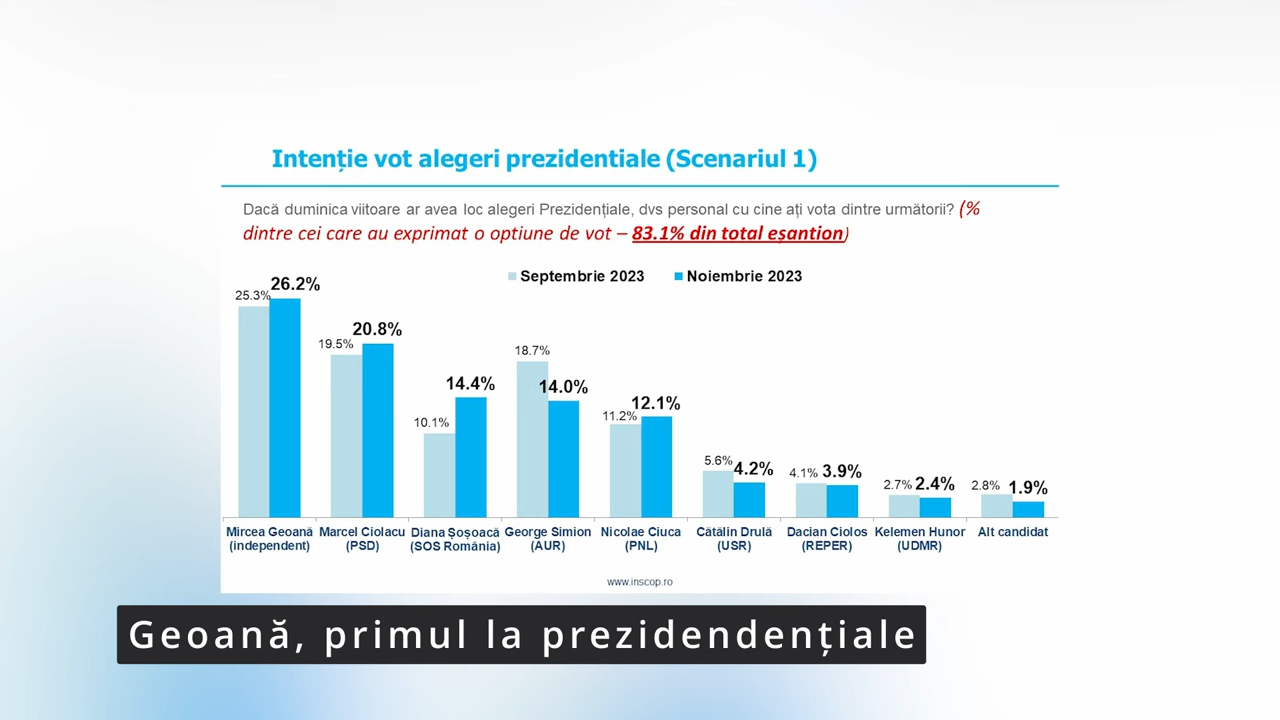 Intenție vot alegeri prezidentiale (Scenariul 1)
Dacă duminica viitoare ar avea loc alegeri Prezidențiale, dvs personal cu cine ați vota dintre următorii? (%
dintre cei care au exprimat o optiune de vot – 83.1% din total eșantion)
Septembrie 2023 Noiembrie 2023
25.3% 26.2%
19.5% 20.8%
10.1% 14.4%
18.7% 14.0%
11.2% 12.1%
5.6% 4.2%
4.1% 3.9%
2.7% 2.4%
2.8% 1.9%
Mircea Geoană
(independent)
Marcel Ciolacu
(PSD)
Diana Șoșoacă
(SOS România)
George Simion
(AUR)
Nicolae Ciuca
(PNL)
Cătălin Drulă
(USR)
Dacian Ciolos
(REPER)
Kelemen Hunor
(UDMR)
Alt candidat
www.inscop.ro
Geoană, primul la prezidendențiale